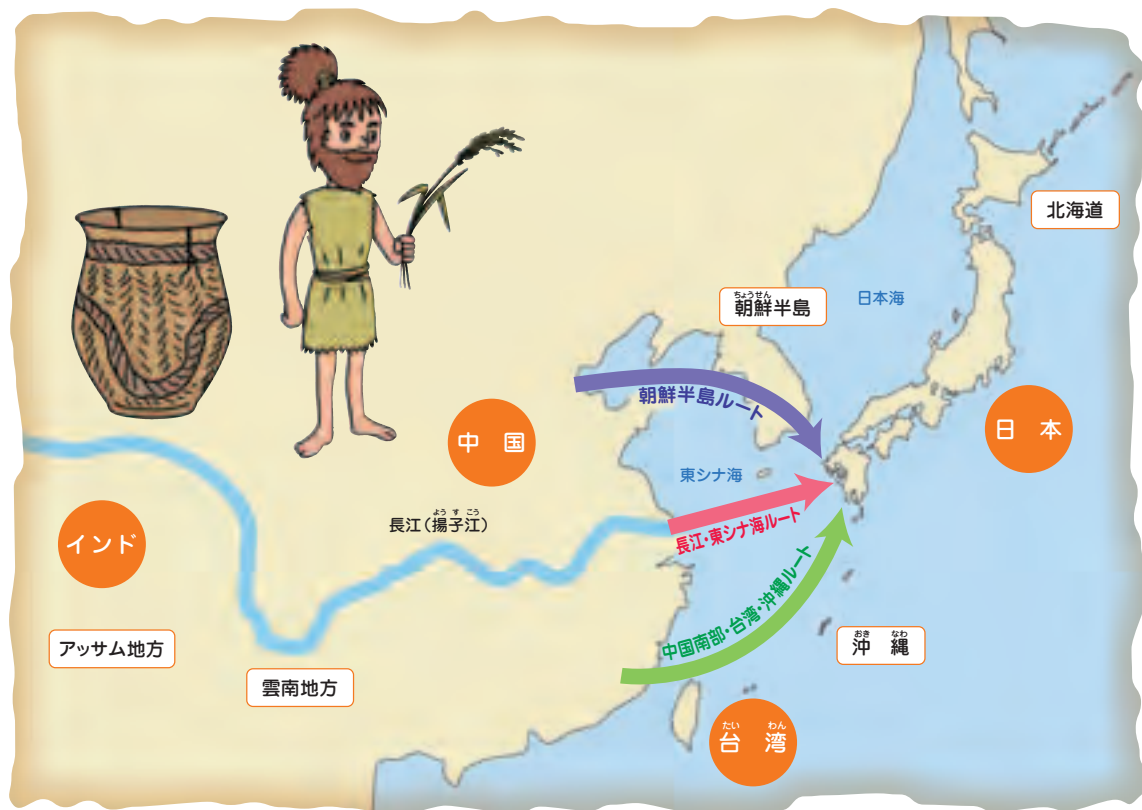 北海道
ちょうせん
朝鮮半島
日本海
朝鮮半島ルート
中 国
日 本
東シナ海
長江・東シナ海ルート
よう す こう
長江(揚子江)
インド
中国南部・台湾・沖縄ルート
アッサム地方
おき なわ
沖 縄
雲南地方
たい わん
台 湾